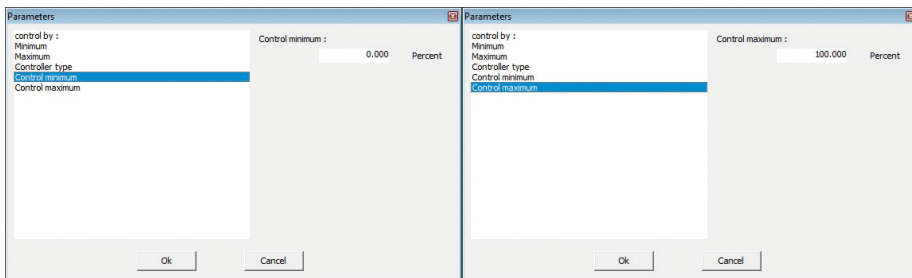 Parameters
control by :
Minimum
Maximum
Controller type
Control minimum
Control maximum
Control minimum :
0.000 Percent
Ok Cancel
Parameters
control by :
Minimum
Maximum
Controller type
Control minimum
Control maximum
Control maximum :
100.000 Percent
Ok Cancel